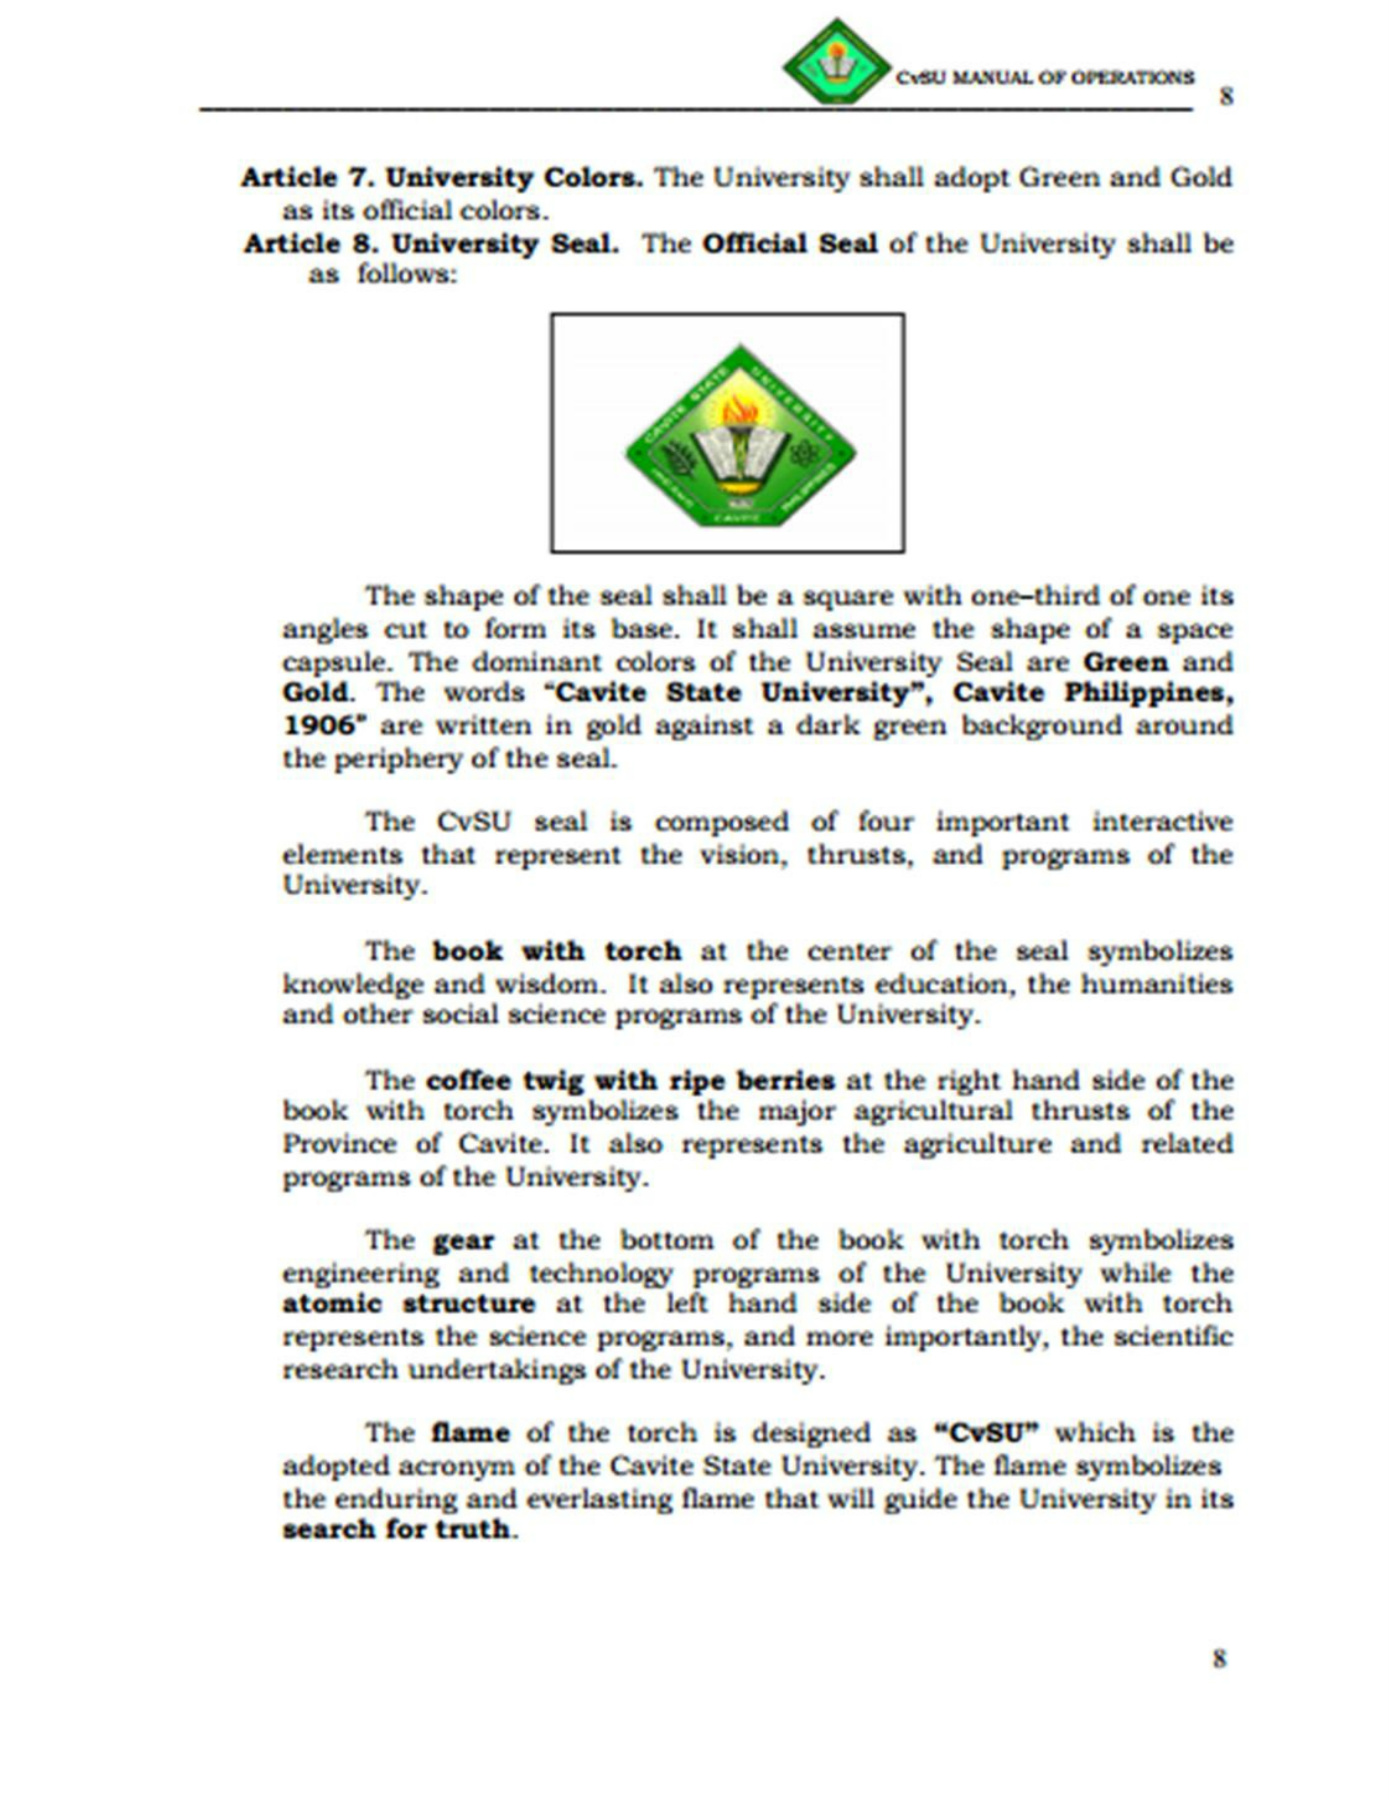 CvSU MANUAL OF OPERATIONS
8
Article 7. University Colors. The University shall adopt Green and Gold
as its official colors.
Article 8. University Seal. The Official Seal of the University shall be
as follows:
CAVITE STATE UNIVERSITY
CAVITE
PHILIPPINES
The shape of the seal shall be a square with one–third of one its
angles cut to form its base. It shall assume the shape of a space
capsule. The dominant colors of the University Seal are Green and
Gold. The words “Cavite State University”, Cavite Philippines,
1906” are written in gold against a dark green background around
the periphery of the seal.
The CvSU seal is composed of four important interactive
elements that represent the vision, thrusts, and programs of the
University.
The book with torch at the center of the seal symbolizes
knowledge and wisdom. It also represents education, the humanities
and other social science programs of the University.
The coffee twig with ripe berries at the right hand side of the
book with torch symbolizes the major agricultural thrusts of the
Province of Cavite. It also represents the agriculture and related
programs of the University.
The gear at the bottom of the book with torch symbolizes
engineering and technology programs of the University while the
atomic structure at the left hand side of the book with torch
represents the science programs, and more importantly, the scientific
research undertakings of the University.
The flame of the torch is designed as “CvSU” which is the
adopted acronym of the Cavite State University. The flame symbolizes
the enduring and everlasting flame that will guide the University in its
search for truth.
8